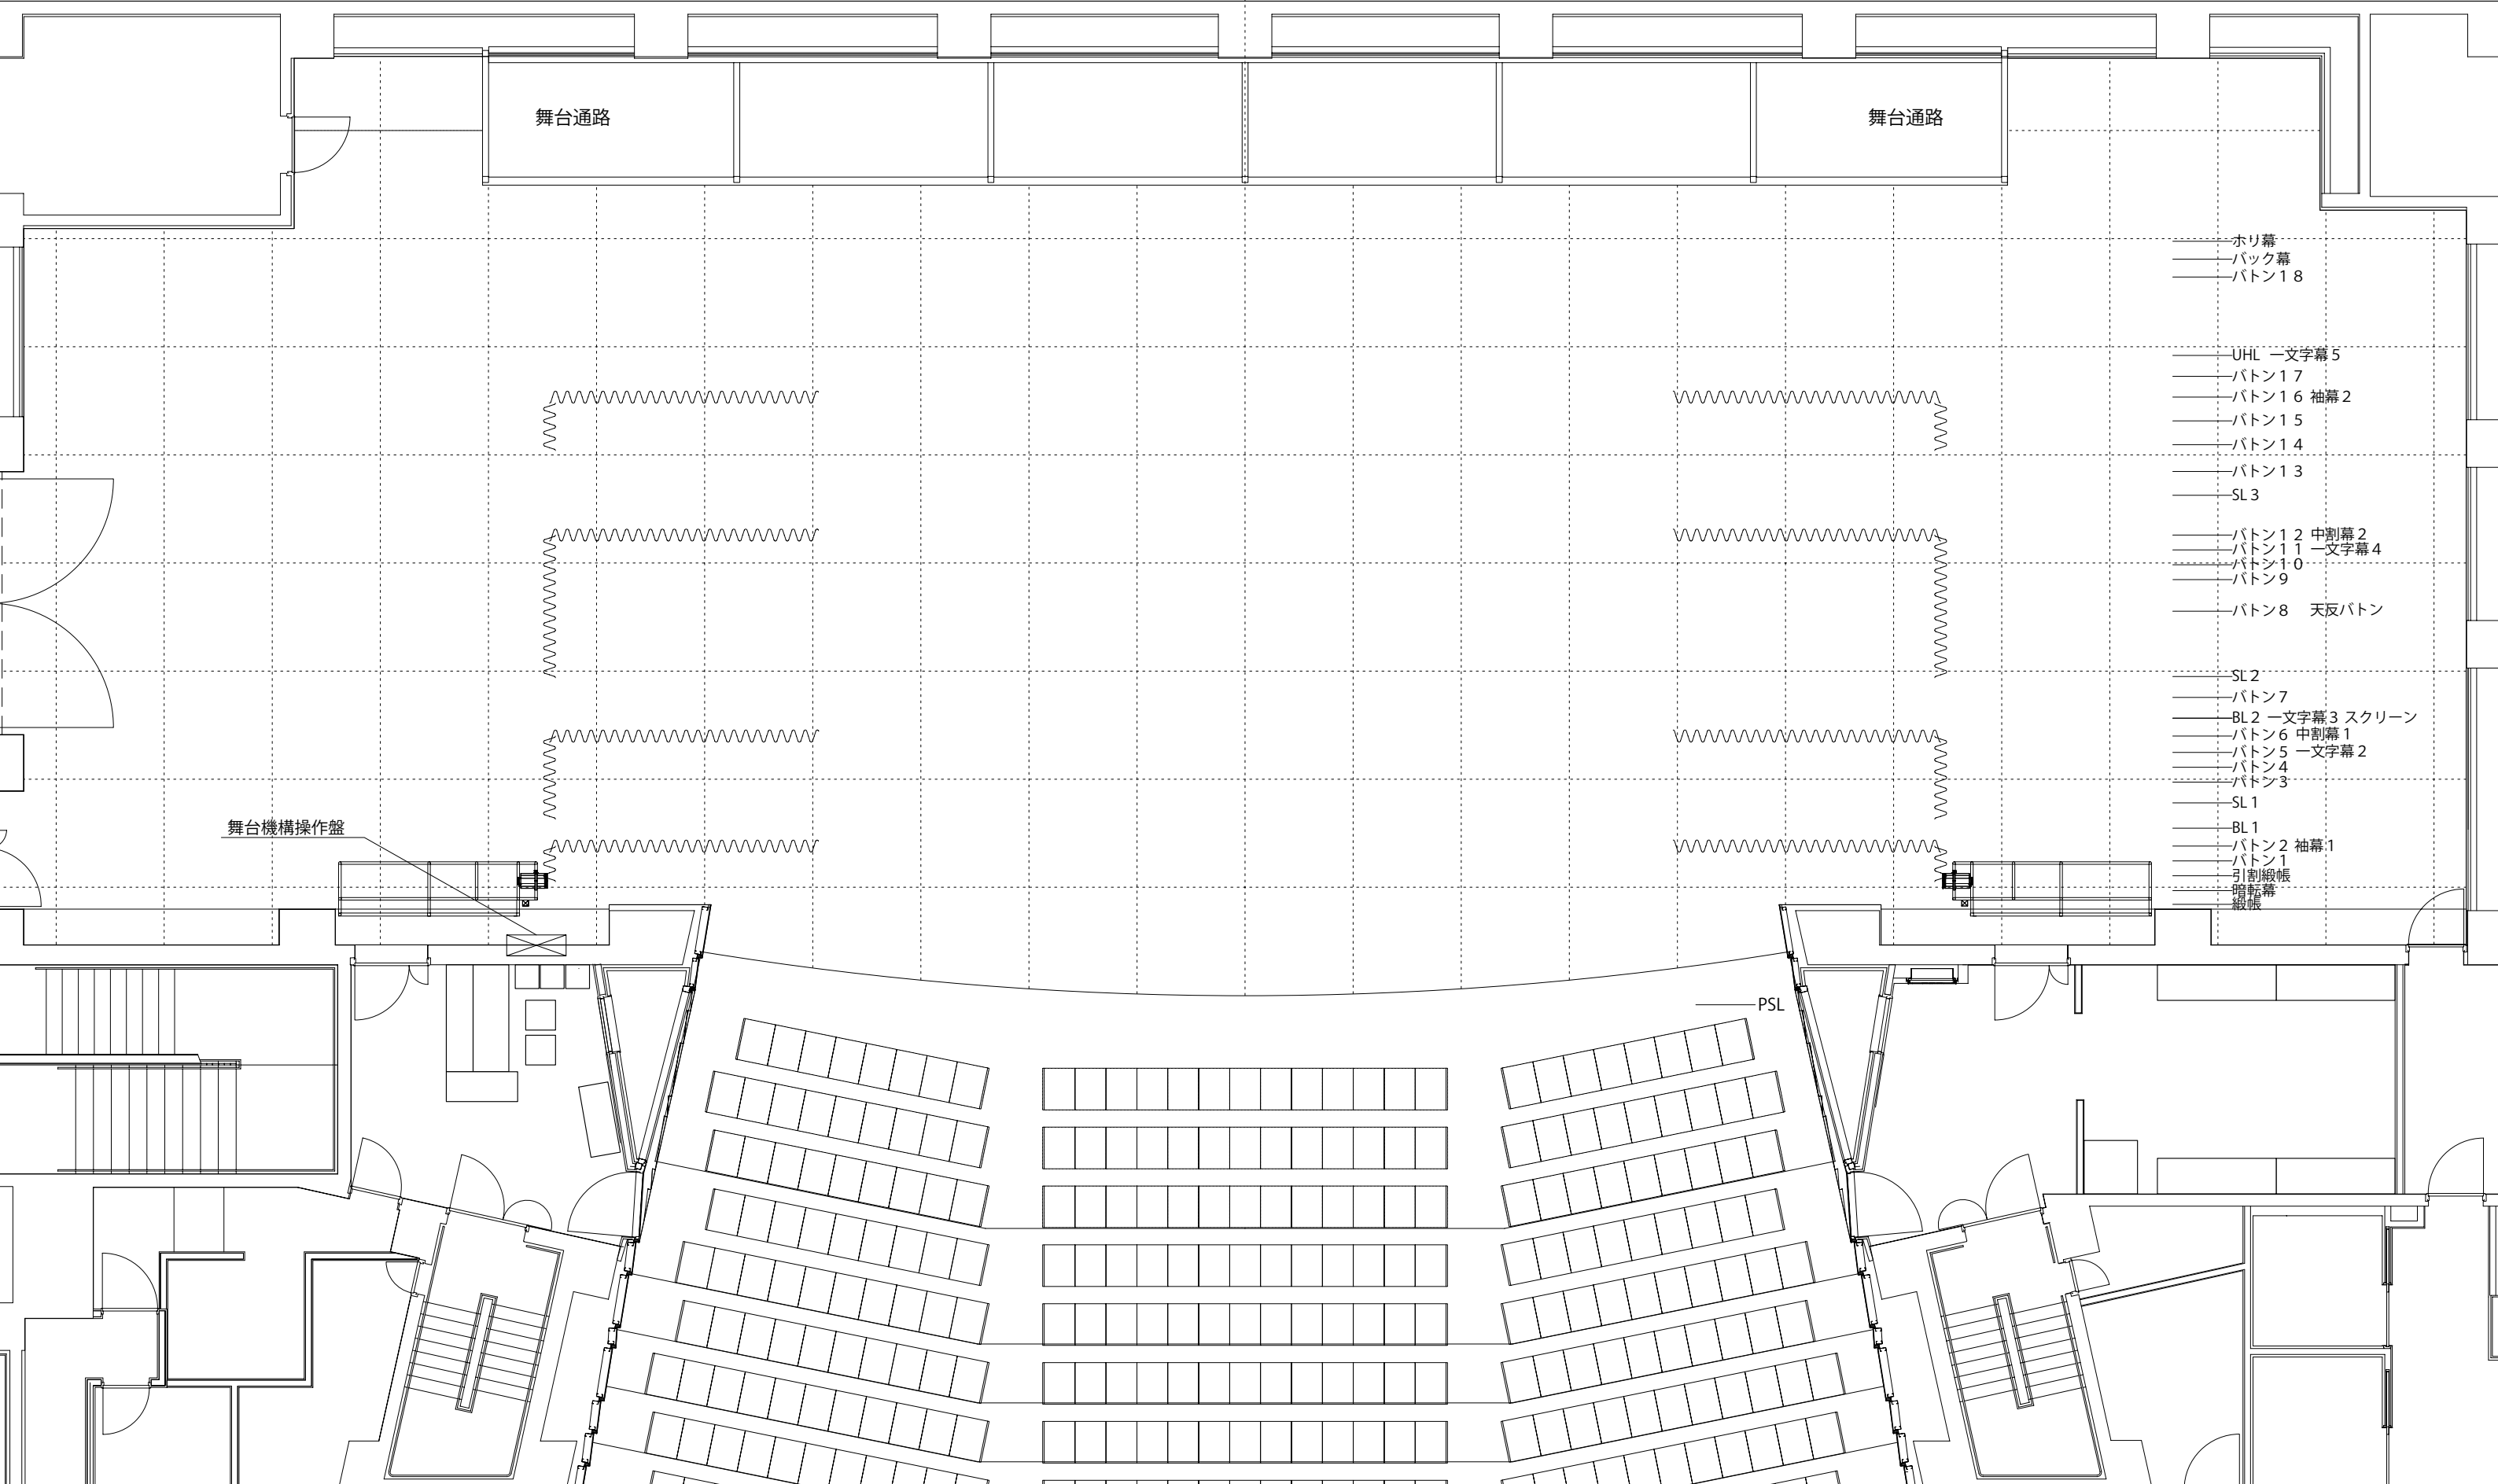 舞台通路
舞台通路
ホリ幕
バック幕
バトン１８
UHL 一文字幕５
バトン１７
バトン１６ 袖幕２
バトン１５
バトン１４
バトン１３
SL３
バトン１２ 中割幕２
バトン１１ 一文字幕４
バトン１０
バトン９
バトン８　天反バトン
SL２
バトン７
BL２ 一文字幕３ スクリーン
バトン６ 中割幕１
バトン５ 一文字幕２
バトン４
バトン３
SL１
BL１
バトン２ 袖幕１
バトン１
引割緞帳
暗転幕
緞帳
舞台機構操作盤
PSL